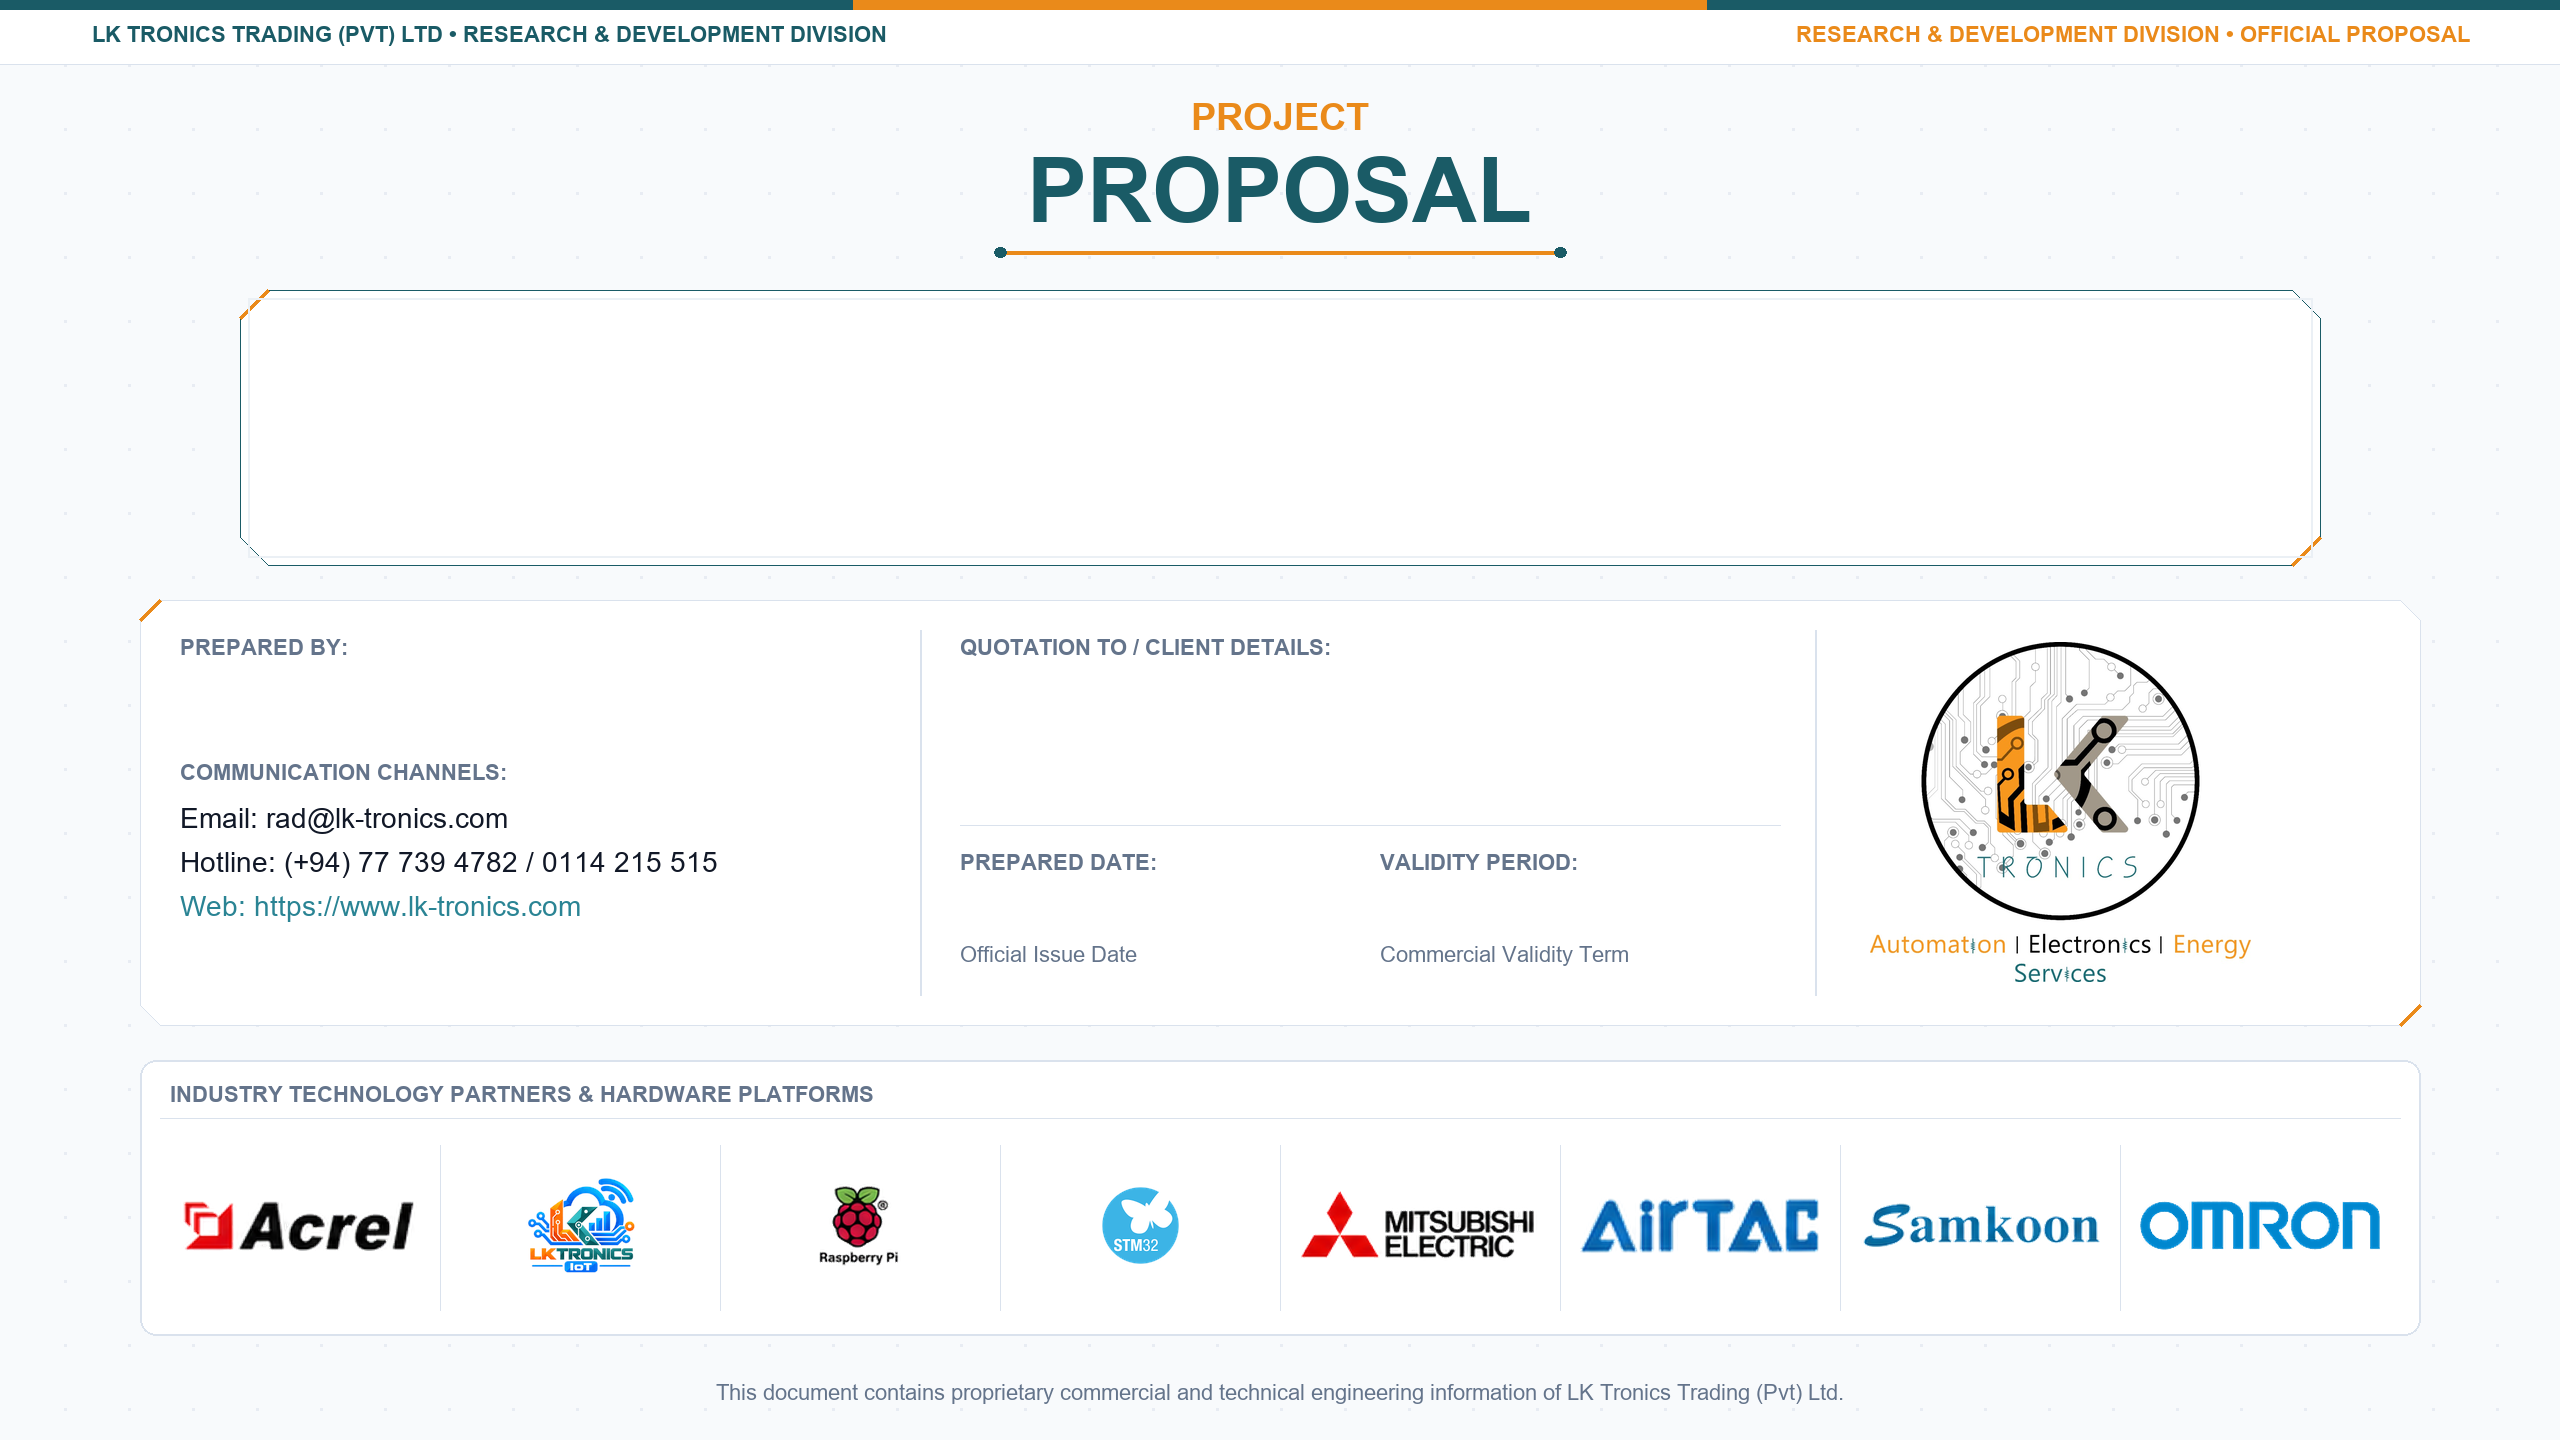 LK TRONICS TRADING (PVT) LTD • RESEARCH & DEVELOPMENT DIVISION
RESEARCH & DEVELOPMENT DIVISION • OFFICIAL PROPOSAL
PROJECT
PROPOSAL
PREPARED BY:
COMMUNICATION CHANNELS:
Email: rad@lk-tronics.com
Hotline: (+94) 77 739 4782 / 0114 215 515
Web: https://www.lk-tronics.com
QUOTATION TO / CLIENT DETAILS:
PREPARED DATE:
Official Issue Date
VALIDITY PERIOD:
Commercial Validity Term
LK
TRONICS
Automation | Electronics | Energy
Services
INDUSTRY TECHNOLOGY PARTNERS & HARDWARE PLATFORMS
Acrel
LKTRONICS
IoT
Raspberry Pi
STM32
MITSUBISHI
ELECTRIC
AirTAC
Samkoon
OMRON
This document contains proprietary commercial and technical engineering information of LK Tronics Trading (Pvt) Ltd.